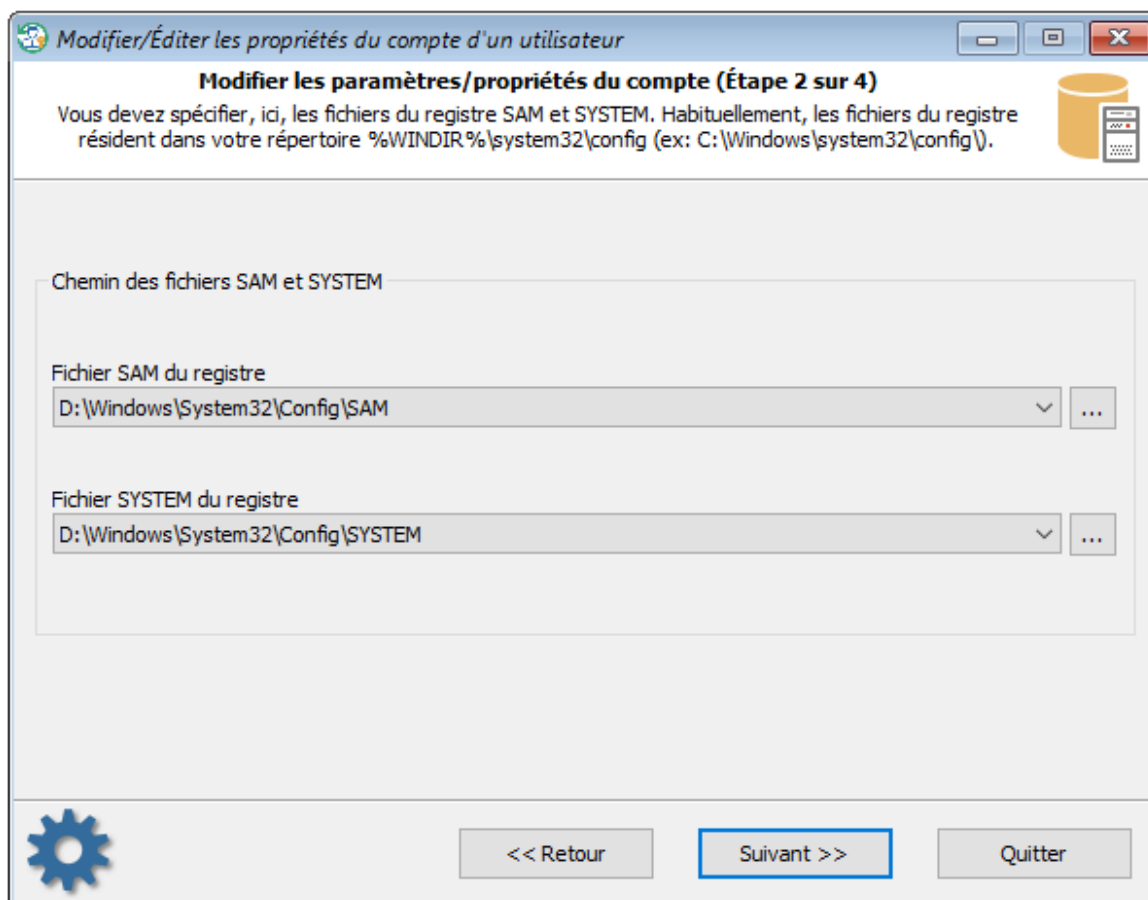 Modifier/Éditer les propriétés du compte d'un utilisateur
Modifier les paramètres/propriétés du compte (Étape 2 sur 4)
Vous devez spécifier, ici, les fichiers du registre SAM et SYSTEM. Habituellement, les fichiers du registre
résident dans votre répertoire %WINDIR%\system32\config (ex: C:\Windows\system32\config\).
Chemin des fichiers SAM et SYSTEM
Fichier SAM du registre
D:\Windows\System32\Config\SAM
...
Fichier SYSTEM du registre
D:\Windows\System32\Config\SYSTEM
...
<< Retour
Suivant >>
Quitter